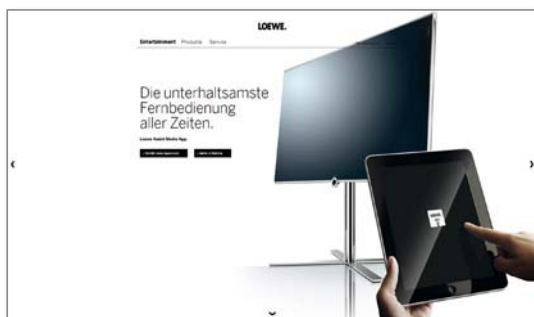 LOEWE.
Entertainment Produkte Service
Die unterhaltsamste
Fernbedienung
aller Zeiten.
Loewe Assist Media App.